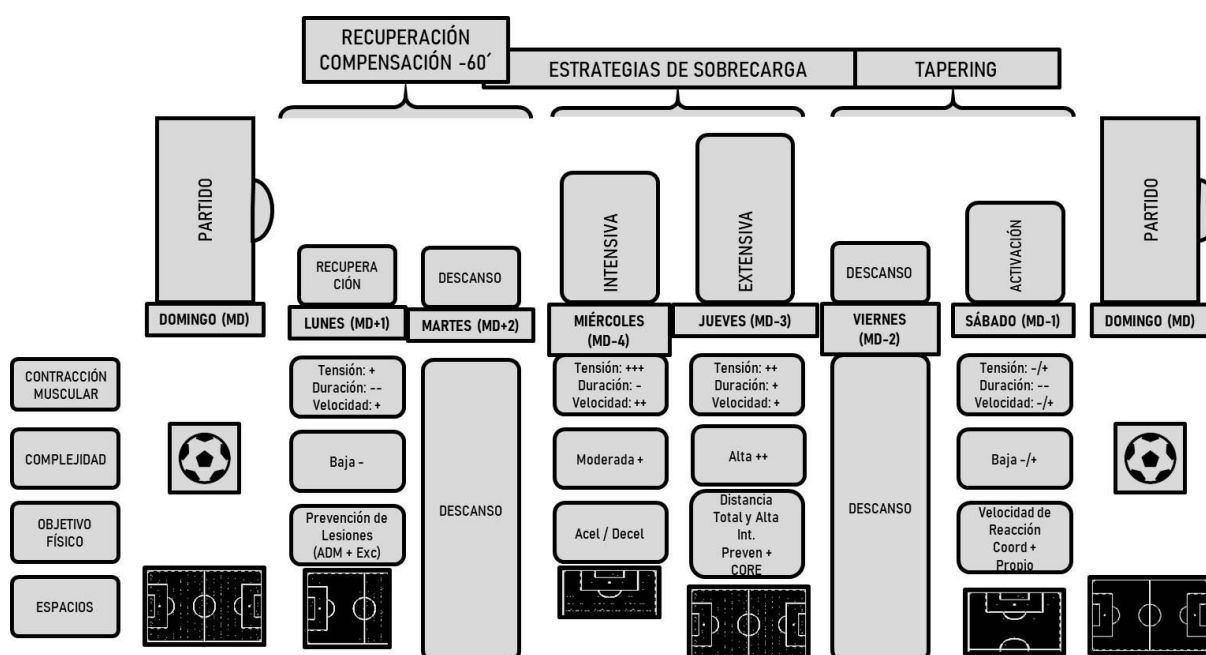 RECUPERACIÓN
COMPENSACIÓN -60´
ESTRATEGIAS DE SOBRECARGA
TAPERING
PARTIDO
RECUPERA
CIÓN
DESCANSO
INTENSIVA
EXTENSIVA
DESCANSO
ACTIVACIÓN
PARTIDO
DOMINGO (MD)
LUNES (MD+1)
MARTES (MD+2)
MIÉRCOLES
(MD-4)
JUEVES (MD-3)
VIERNES
(MD-2)
SÁBADO (MD-1)
DOMINGO (MD)
CONTRACCIÓN
MUSCULAR
Tensión: +
Duración: --
Velocidad: +
Tensión: +++
Duración: -
Velocidad: ++
Tensión: ++
Duración: +
Velocidad: +
Tensión: -/+
Duración: --
Velocidad: -/+
COMPLEJIDAD
Baja -
Moderada +
Alta ++
Baja -/+
OBJETIVO
FÍSICO
Prevención de
Lesiones
(ADM + Exc)
DESCANSO
Acel / Decel
Distancia
Total y Alta
Int.
Preven +
CORE
DESCANSO
Velocidad de
Reacción
Coord +
Propio
ESPACIOS